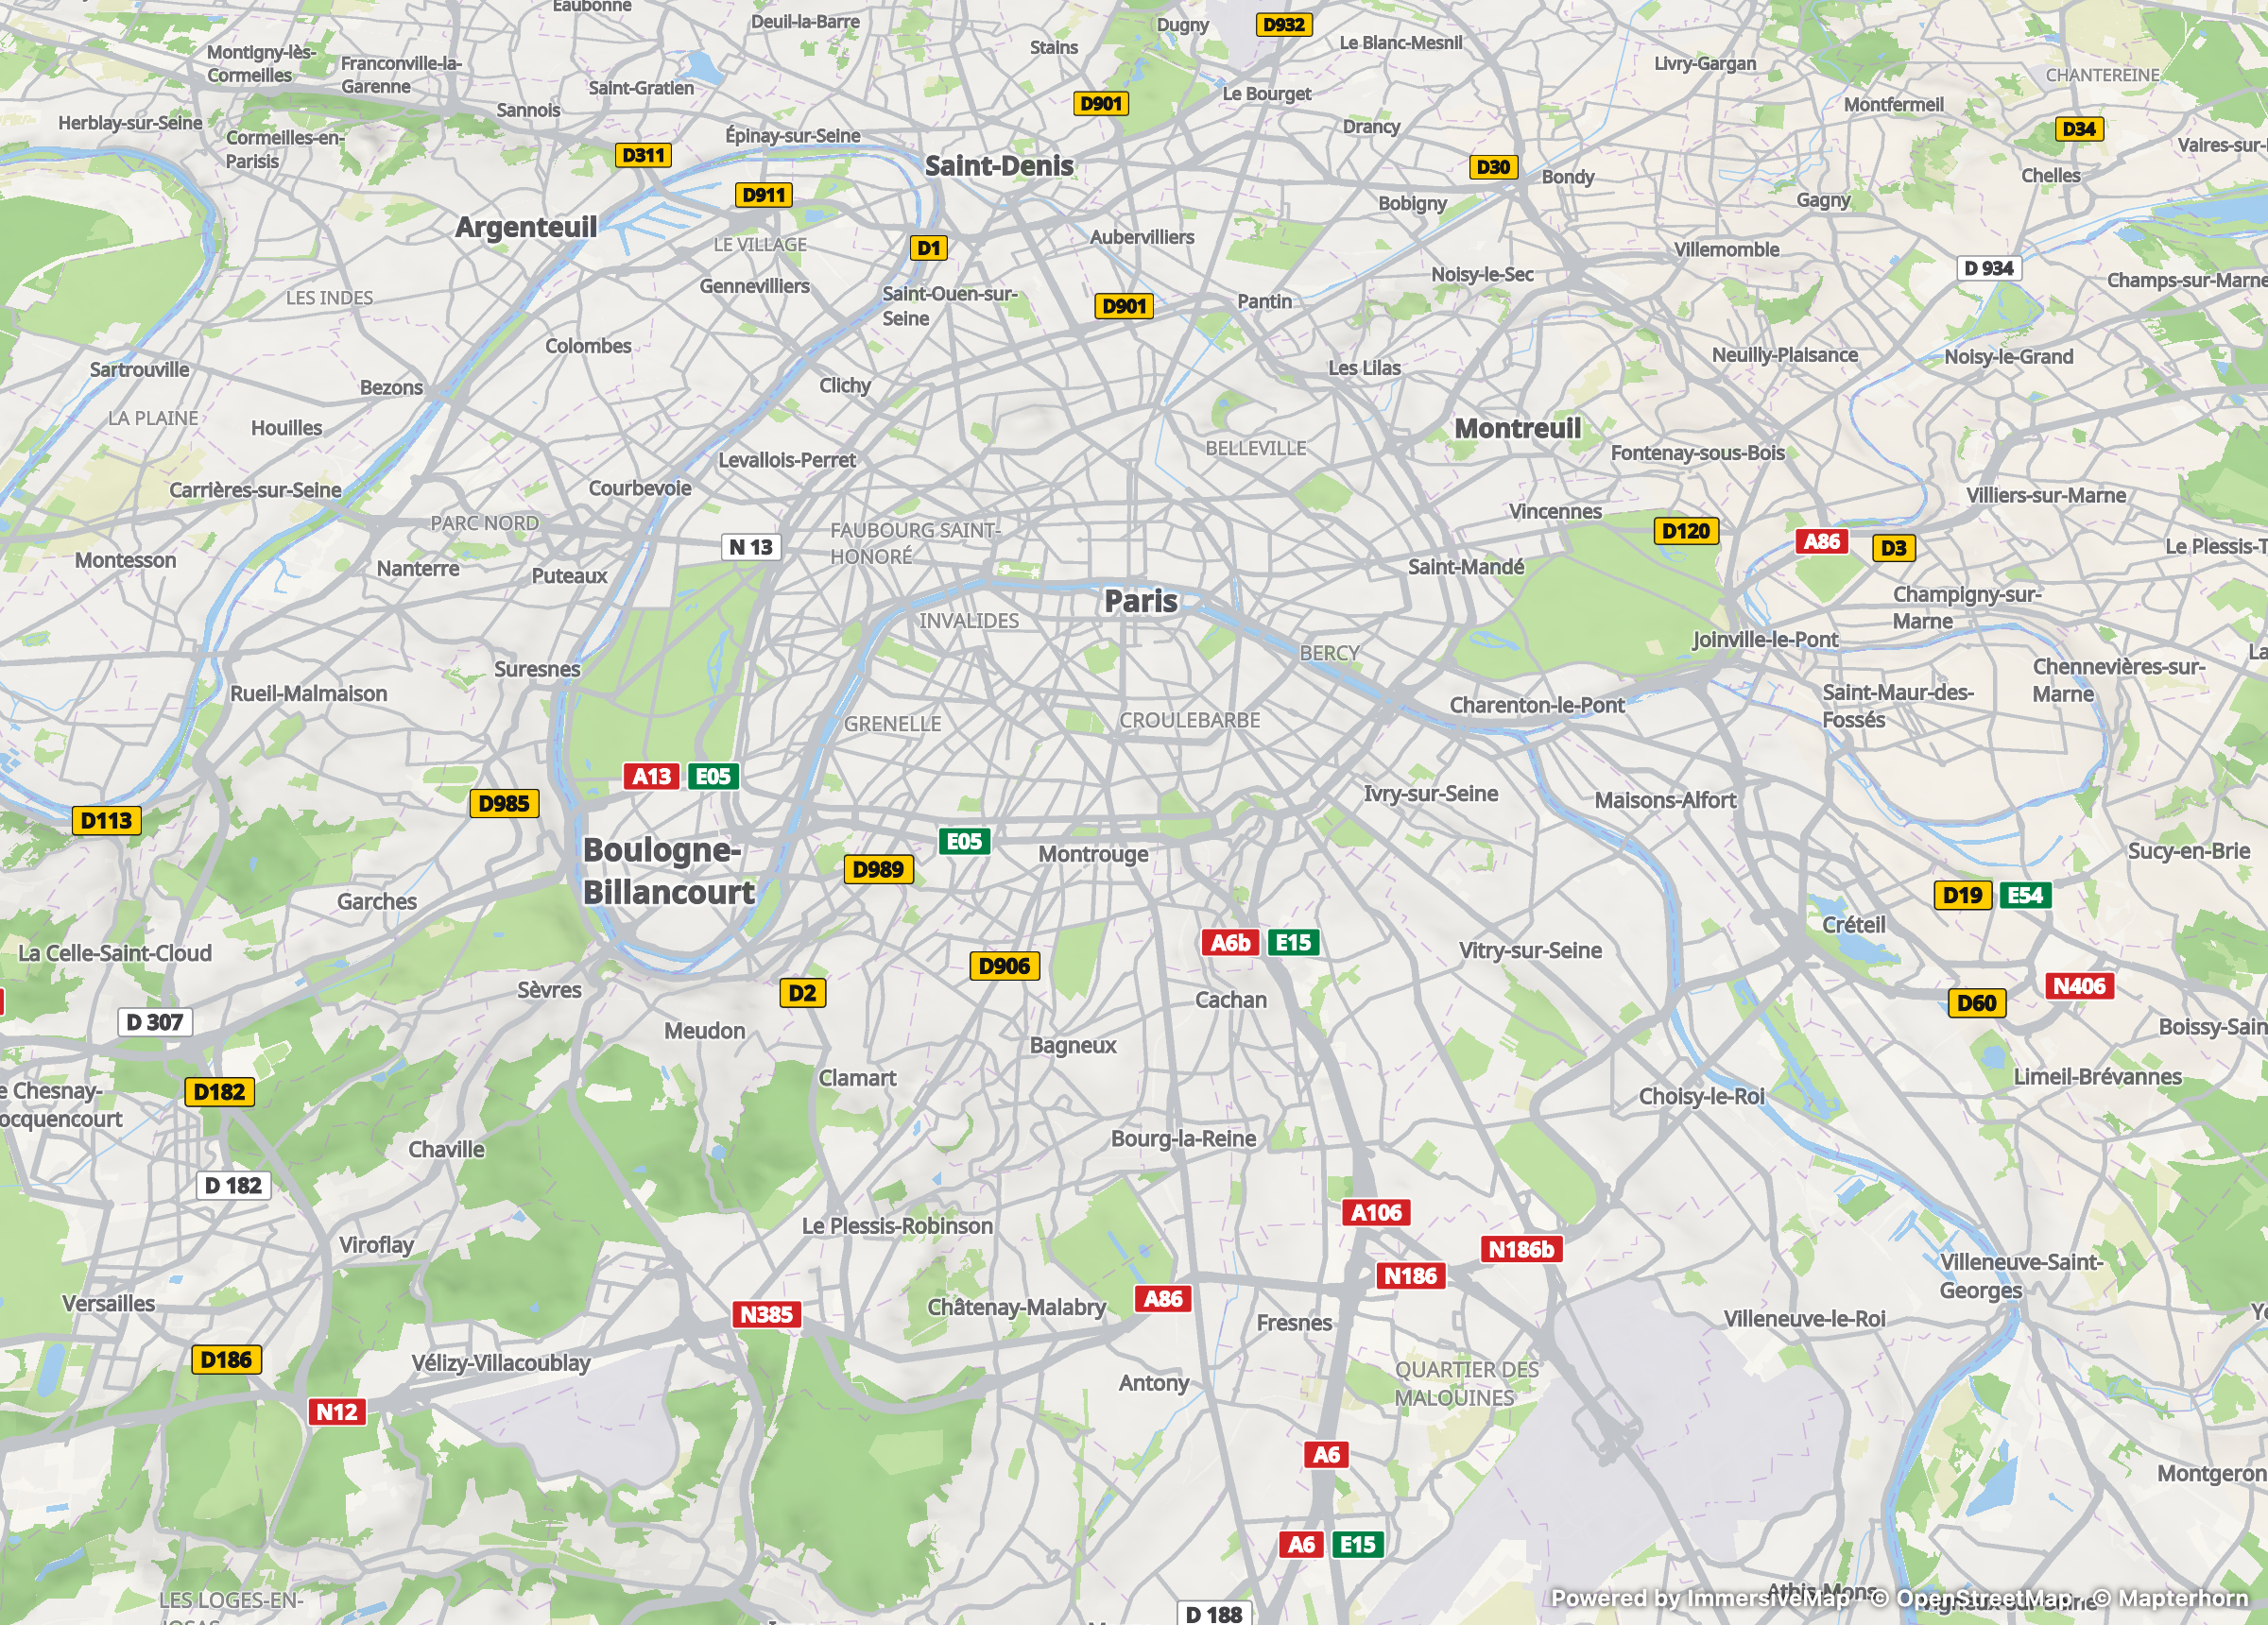 Eaubonne
Deuil-la-Barre
Dugny
D932
Montigny-lès-
Cormeilles
Franconville-la-
Garenne
Stains
Le Blanc-Mesnil
Livry-Gargan
CHANTEREINE
Saint-Gratien
Le Bourget
D901
Montfermeil
Sannois
Herblay-sur-Seine
Cormeilles-en-
Parisis
Épinay-sur-Seine
Drancy
D34
Vaires-sur-
D311
Saint-Denis
D30
Bondy
Chelles
D911
Bobigny
Gagny
Argenteuil
LE VILLAGE
D1
Aubervilliers
Villemomble
D 934
Noisy-le-Sec
Champs-sur-Marne
LES INDES
Gennevilliers
Saint-Ouen-sur-
Seine
D901
Pantin
Colombes
Sartrouville
Bezons
Clichy
Les Lilas
Neuilly-Plaisance
Noisy-le-Grand
LA PLAINE
Houilles
BELLEVILLE
Montreuil
Levallois-Perret
Fontenay-sous-Bois
Carrières-sur-Seine
Courbevoie
Villiers-sur-Marne
PARC NORD
FAUBOURG SAINT-
HONORÉ
Vincennes
D120
A86
D3
N 13
Le Plessis-T
Montesson
Nanterre
Puteaux
Saint-Mandé
Paris
INVALIDES
Champigny-sur-
Marne
Joinville-le-Pont
BERCY
La
Suresnes
Rueil-Malmaison
Chennevières-sur-
Marne
Saint-Maur-des-
Fossés
Charenton-le-Pont
GRENELLE
CROULEBARBE
A13
E05
D985
D113
Ivry-sur-Seine
Maisons-Alfort
Boulogne-
Billancourt
E05
D989
Montrouge
Sucy-en-Brie
Garches
D19
E54
Créteil
La Celle-Saint-Cloud
A6b
E15
Vitry-sur-Seine
D906
Sèvres
D2
Cachan
N406
D60
D 307
Meudon
Bagneux
Boissy-Sain
Clamart
Limeil-Brévannes
e Chesnay-
ocquencourt
D182
Choisy-le-Roi
Chaville
Bourg-la-Reine
D 182
A106
Le Plessis-Robinson
Viroflay
N186b
N186
Villeneuve-Saint-
Georges
Versailles
Châtenay-Malabry
A86
N385
Fresnes
Villeneuve-le-Roi
Ye
D186
Vélizy-Villacoublay
Antony
QUARTIER DES
MALOUINES
N12
A6
Montgeron
A6
E15
LES LOGES-EN-
JOSAS
D 188
Athis-Mons
Vigneux-sur-Seine
Powered by ImmersiveMap © OpenStreetMap © Mapterhorn